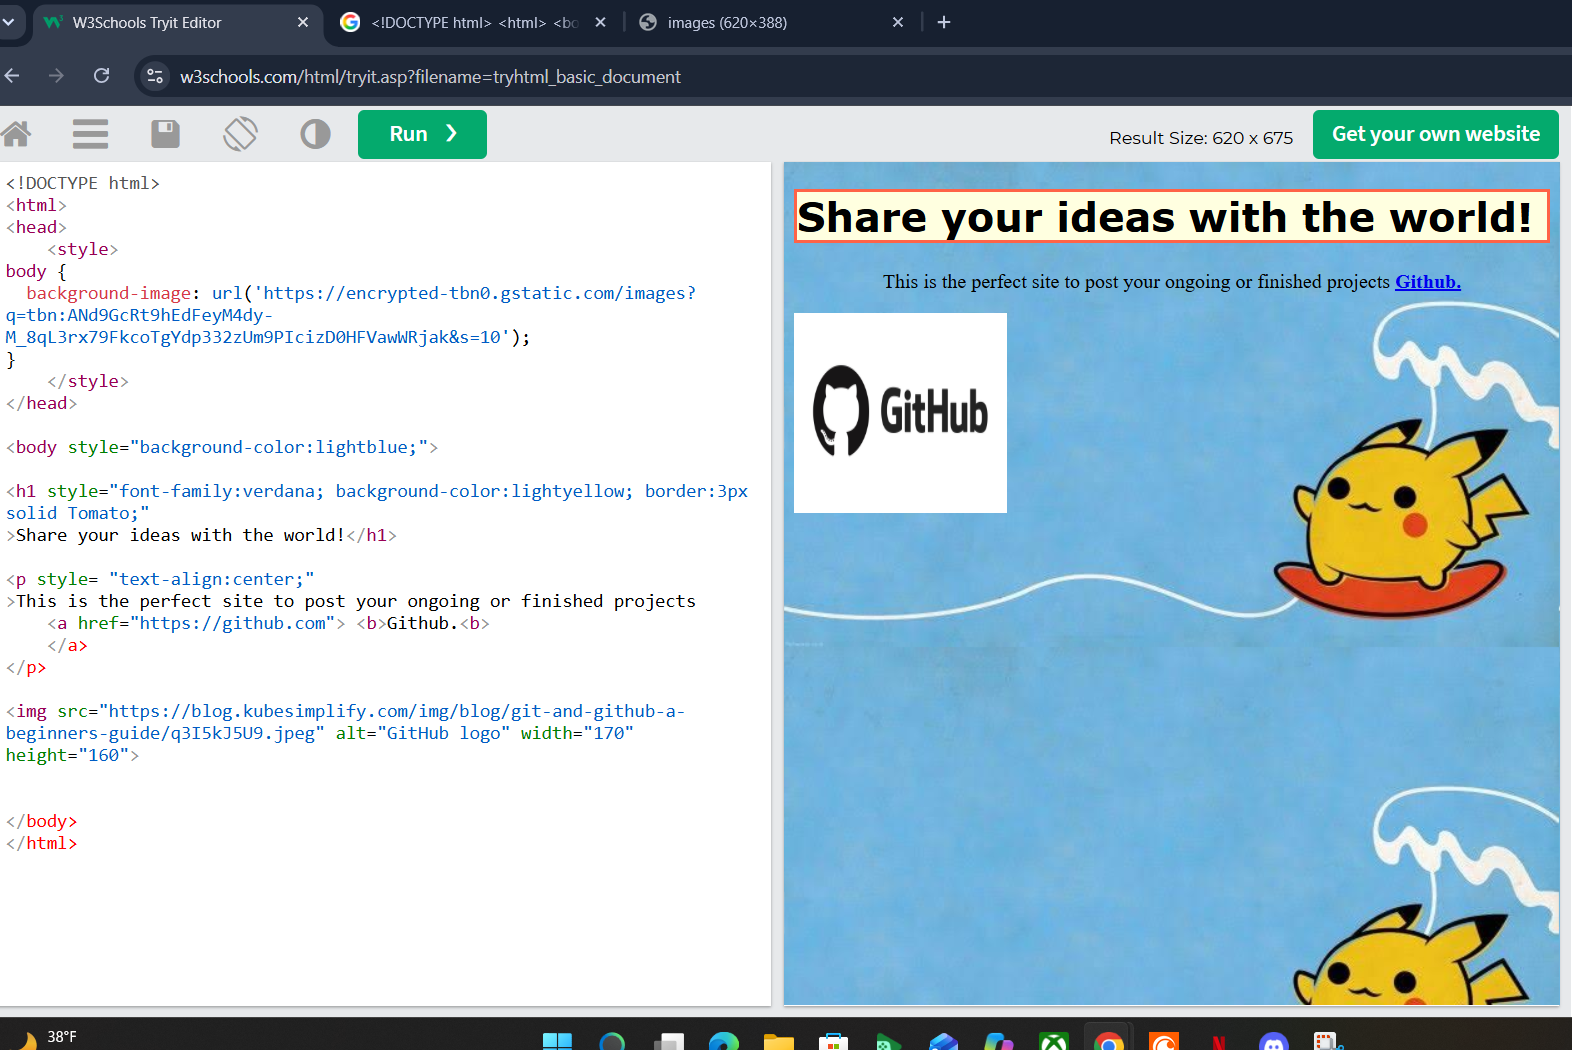 W3Schools Tryit Editor
<!DOCTYPE html> <html> <bo
images (620×388)
w3schools.com/html/tryit.asp?filename=tryhtml_basic_document
Run ❯
Result Size: 620 x 675
Get your own website
<!DOCTYPE html>
<html>
<head>
    <style>
body {
  background-image: url('https://encrypted-tbn0.gstatic.com/images?
q=tbn:ANd9GcRt9hEdFeyM4dy-
M_8qL3rx79FkcoTgYdp332zUm9PIcizD0HFVawWRjak&s=10');
}
    </style>
</head>
<body style="background-color:lightblue;">
<h1 style="font-family:verdana; background-color:lightyellow; border:3px
solid Tomato;"
>Share your ideas with the world!</h1>
<p style= "text-align:center;"
>This is the perfect site to post your ongoing or finished projects
    <a href="https://github.com"> <b>Github.<b>
    </a>
</p>
<img src="https://blog.kubesimplify.com/img/blog/git-and-github-a-
beginners-guide/q3I5kJ5U9.jpeg" alt="GitHub logo" width="170"
height="160">
</body>
</html>
Share your ideas with the world!
This is the perfect site to post your ongoing or finished projects Github.
GitHub
38°F